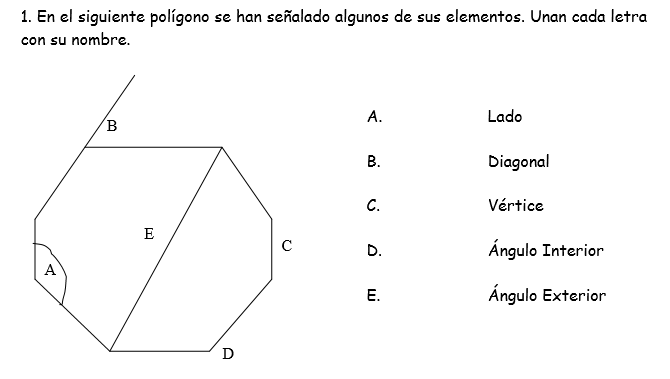 1. En el siguiente polígono se han señalado algunos de sus elementos. Unan cada letra
con su nombre.
B
E
A
C
D
A. Lado
B. Diagonal
C. Vértice
D. Ángulo Interior
E. Ángulo Exterior